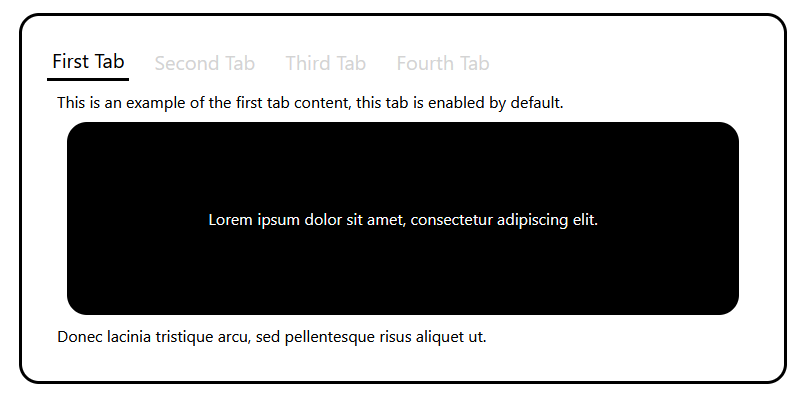 First Tab Second Tab Third Tab Fourth Tab
This is an example of the first tab content, this tab is enabled by default.
Lorem ipsum dolor sit amet, consectetur adipiscing elit.
Donec lacinia tristique arcu, sed pellentesque risus aliquet ut.